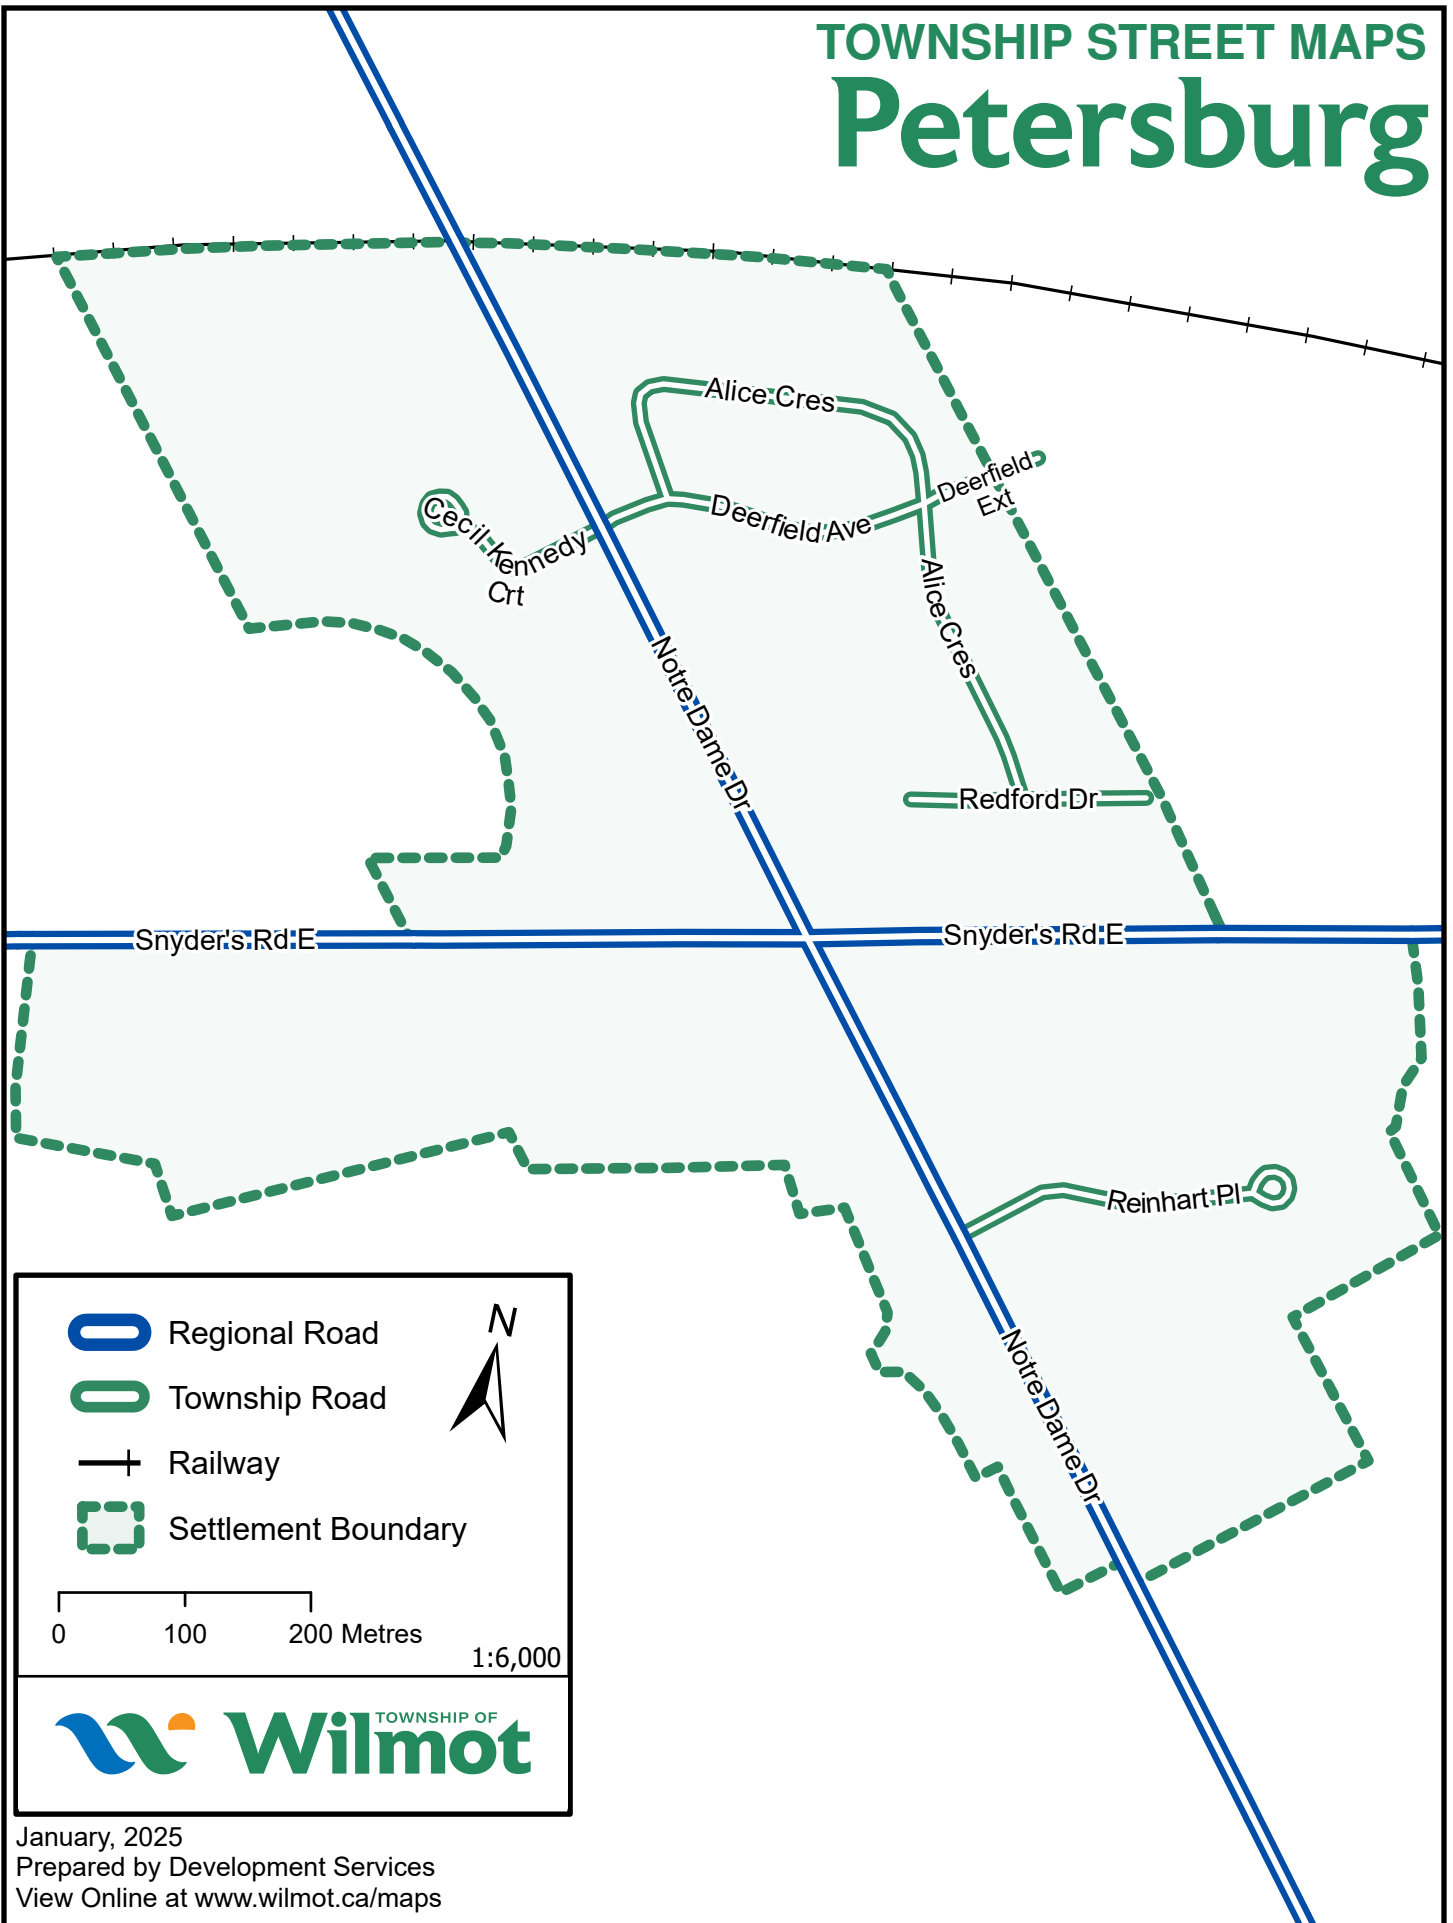 TOWNSHIP STREET MAPS
Petersburg
Alice Cres
Deerfield
Ext
Cecil Kennedy
Crt
Deerfield Ave
Alice Cres
Notre Dame Dr
Redford Dr
Snyder's Rd E
Snyder's Rd E
Reinhart Pl
Notre Dame Dr
N
Regional Road
Township Road
Railway
Settlement Boundary
0 100 200 Metres
1:6,000
TOWNSHIP OF
Wilmot
January, 2025
Prepared by Development Services
View Online at www.wilmot.ca/maps